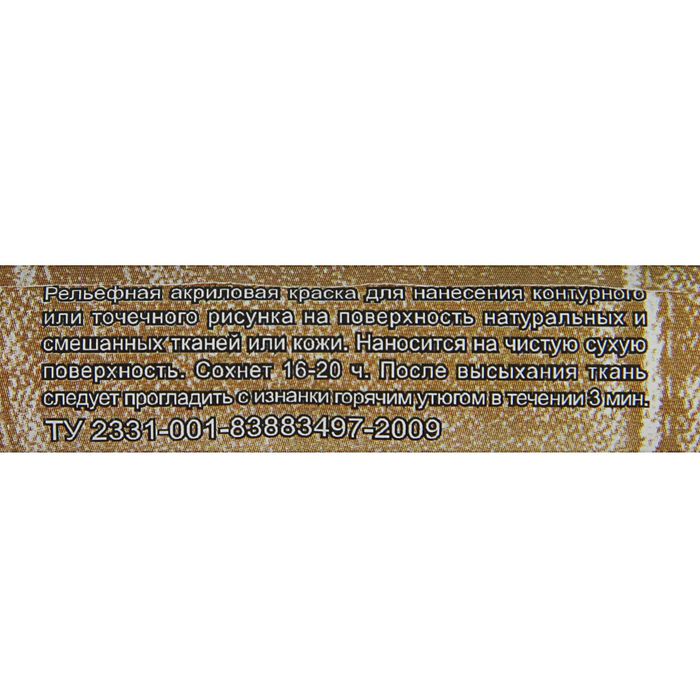 Рельефная акриловая краска для нанесения контурного
или точечного рисунка на поверхность натуральных и
смешанных тканей или кожи. Наносится на чистую сухую
поверхность. Сохнет 16-20 ч. После высыхания ткань
следует прогладить с изнанки горячим утюгом в течении 3 мин.
ТУ 2331-001-83883497-2009